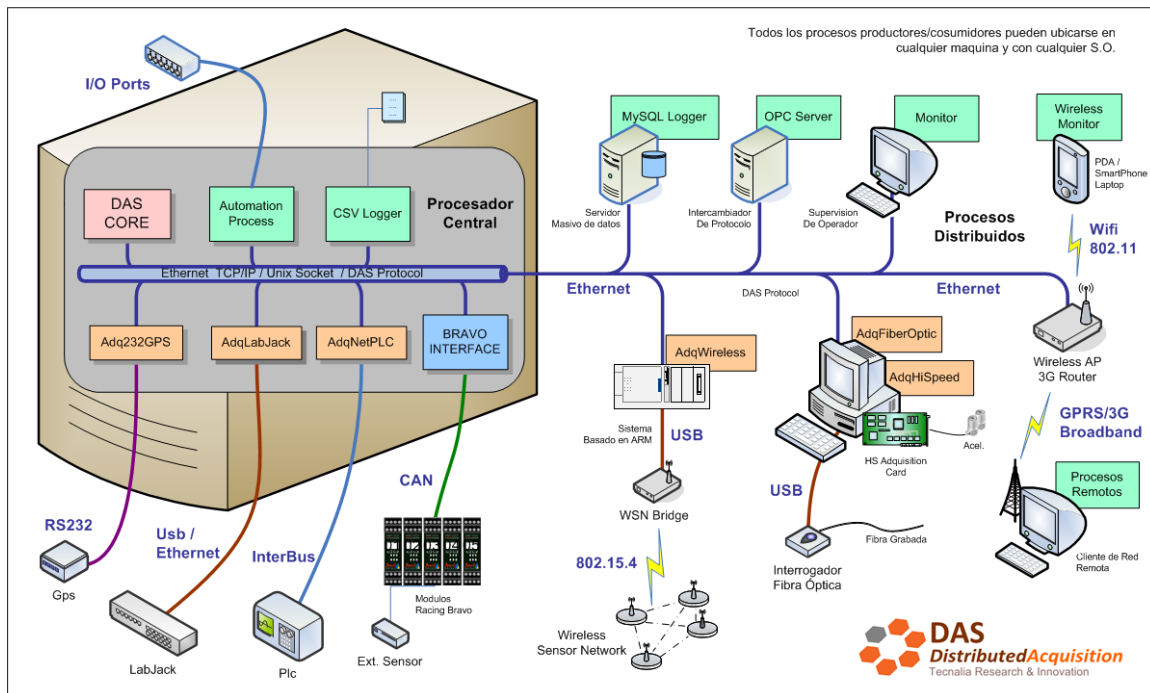 Todos los procesos productores/cosumidores pueden ubicarse en
cualquier maquina y con cualquier S.O.
I/O Ports
MySQL Logger
OPC Server
Monitor
Wireless
Monitor
PDA /
SmartPhone
Laptop
DAS
CORE
Automation
Process
CSV Logger
Procesador
Central
Servidor
Masivo de datos
Intercambiador
De Protocolo
Supervision
De Operador
Procesos
Distribuidos
Wifi
802.11
Ethernet TCP/IP / Unix Socket / DAS Protocol
Ethernet
DAS Protocol
Ethernet
Adq232GPS
AdqLabJack
AdqNetPLC
BRAVO
INTERFACE
AdqWireless
AdqFiberOptic
AdqHiSpeed
Wireless AP
3G Router
Sistema
Basado en ARM
USB
HS Adquisition
Card
Acel.
GPRS/3G
Broadband
CAN
WSN Bridge
USB
Procesos
Remotos
RS232
Usb /
Ethernet
InterBus
Fibra Grabada
Gps
Modulos
Racing Bravo
802.15.4
Interrogador
Fibra Óptica
Cliente de Red
Remota
LabJack
Plc
Ext. Sensor
Wireless
Sensor Network
DAS
DistributedAcquisition
Tecnalia Research & Innovation